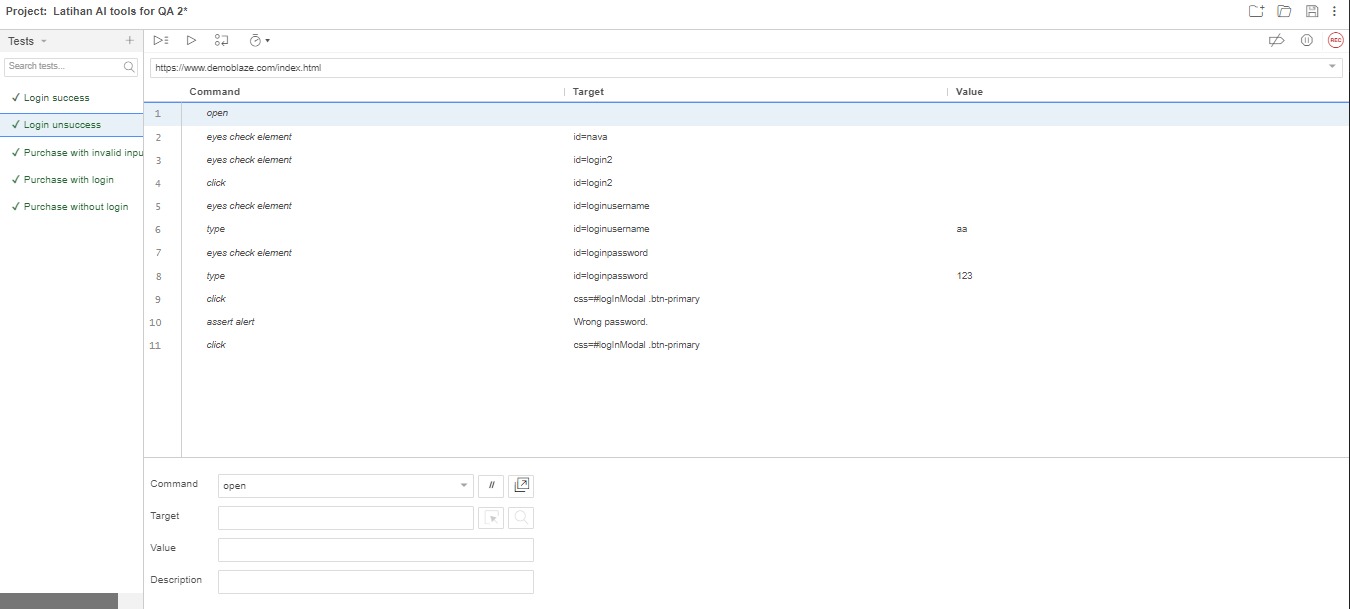 Project: Latihan AI tools for QA 2*
Tests
Search tests...
✓ Login success
✓ Login unsuccess
✓ Purchase with invalid inpu
✓ Purchase with login
✓ Purchase without login
REC
https://www.demoblaze.com/index.html
Command Target Value
1 open
2 eyes check element id=nava
3 eyes check element id=login2
4 click id=login2
5 eyes check element id=loginusername
6 type id=loginusername aa
7 eyes check element id=loginpassword
8 type id=loginpassword 123
9 click css=#logInModal .btn-primary
10 assert alert Wrong password.
11 click css=#logInModal .btn-primary
Command open //
Target
Value
Description